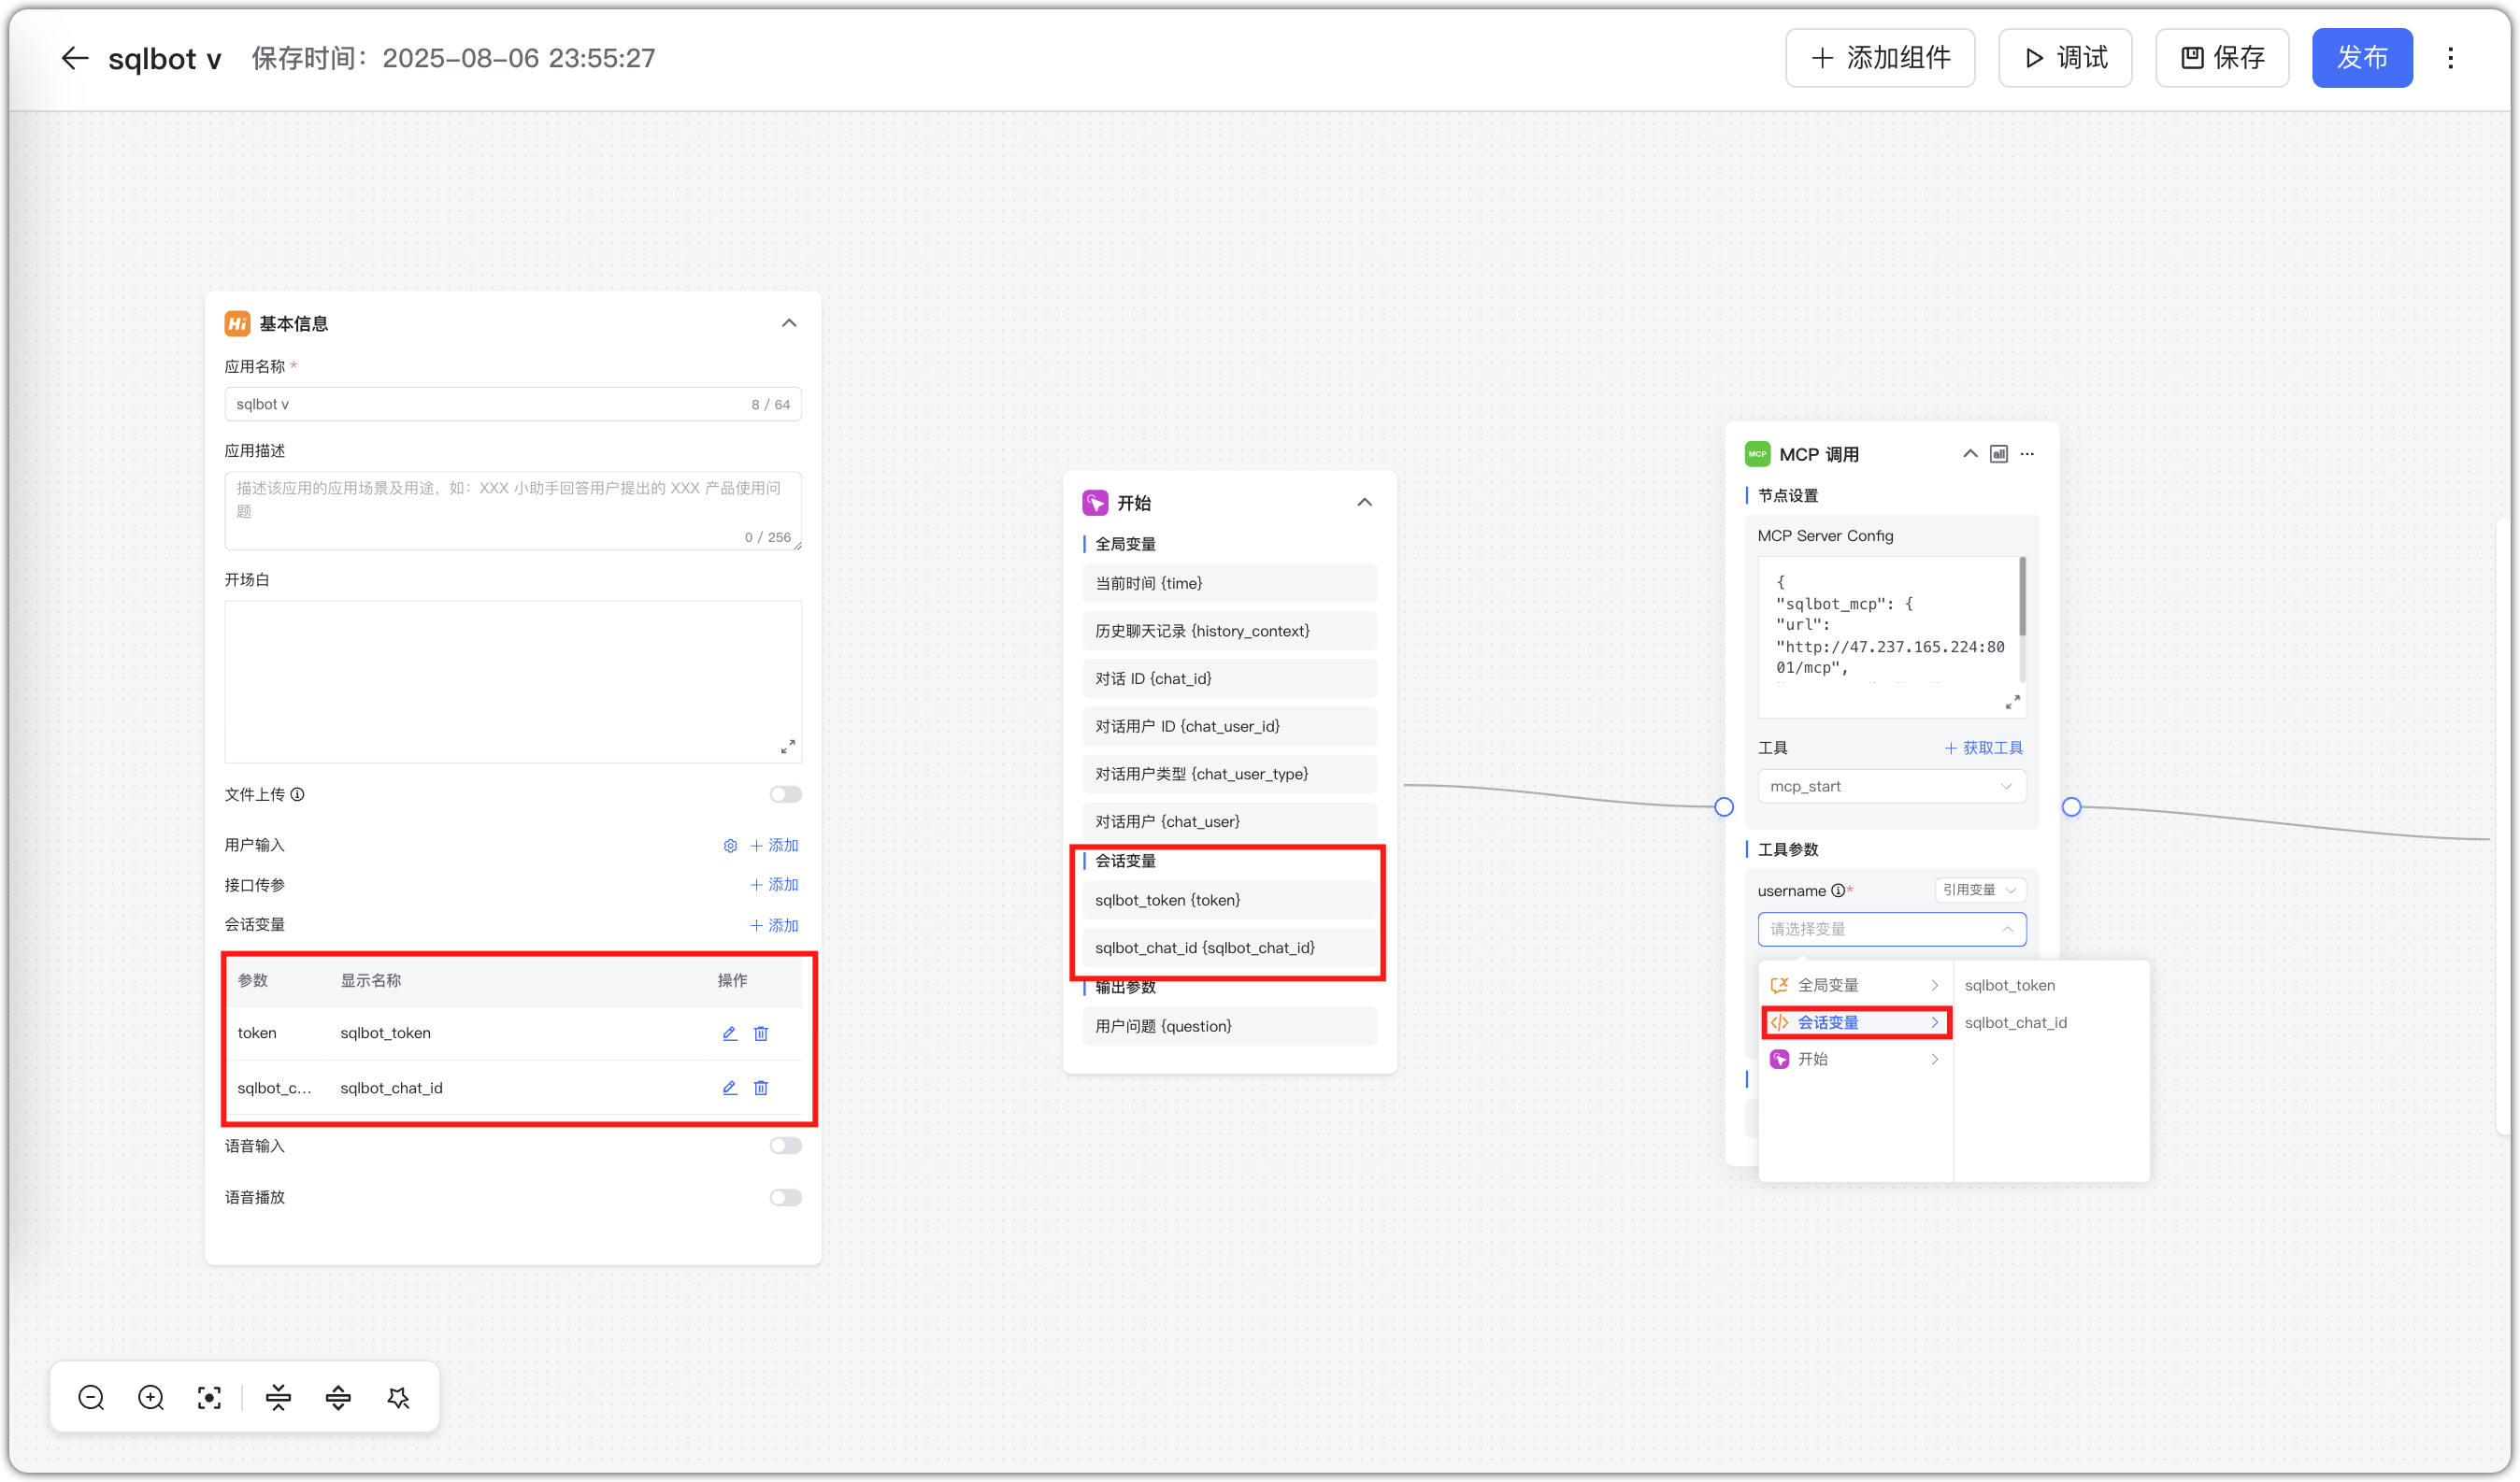 sqlbot v
保存时间：2025-08-06 23:55:27
添加组件
调试
保存
发布
Hi 基本信息
应用名称 *
sqlbot v
8 / 64
应用描述
描述该应用的应用场景及用途，如：XXX 小助手回答用户提出的 XXX 产品使用问
题
0 / 256
开场白
文件上传
用户输入
添加
接口传参
添加
会话变量
添加
参数 显示名称 操作
token sqlbot_token
sqlbot_c... sqlbot_chat_id
语音输入
语音播放
开始
全局变量
当前时间 {time}
历史聊天记录 {history_context}
对话 ID {chat_id}
对话用户 ID {chat_user_id}
对话用户类型 {chat_user_type}
对话用户 {chat_user}
会话变量
sqlbot_token {token}
sqlbot_chat_id {sqlbot_chat_id}
输出参数
用户问题 {question}
MCP MCP 调用
all
节点设置
MCP Server Config
{
"sqlbot_mcp": {
"url":
"http://47.237.165.224:80
01/mcp",
工具
获取工具
mcp_start
工具参数
username *
引用变量
请选择变量
全局变量
会话变量
开始
sqlbot_token
sqlbot_chat_id